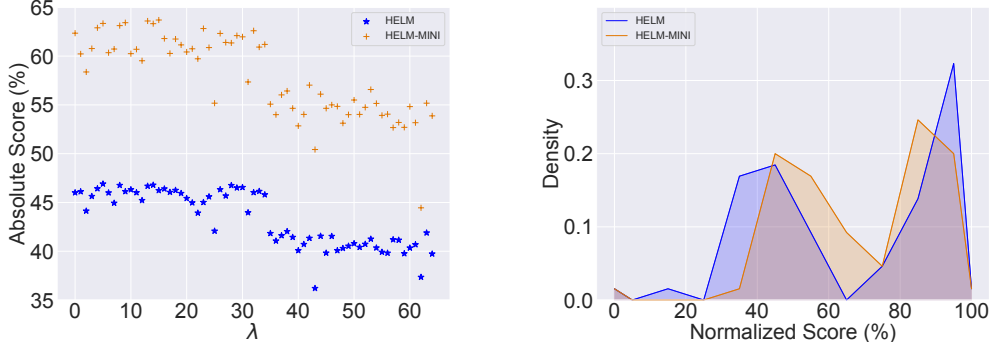 65
60
55
50
45
40
35
Absolute Score (%)
HELM
HELM-MINI
0 10 20 30 40 50 60
λ
0.3
0.2
0.1
0.0
Density
HELM
HELM-MINI
0 20 40 60 80 100
Normalized Score (%)